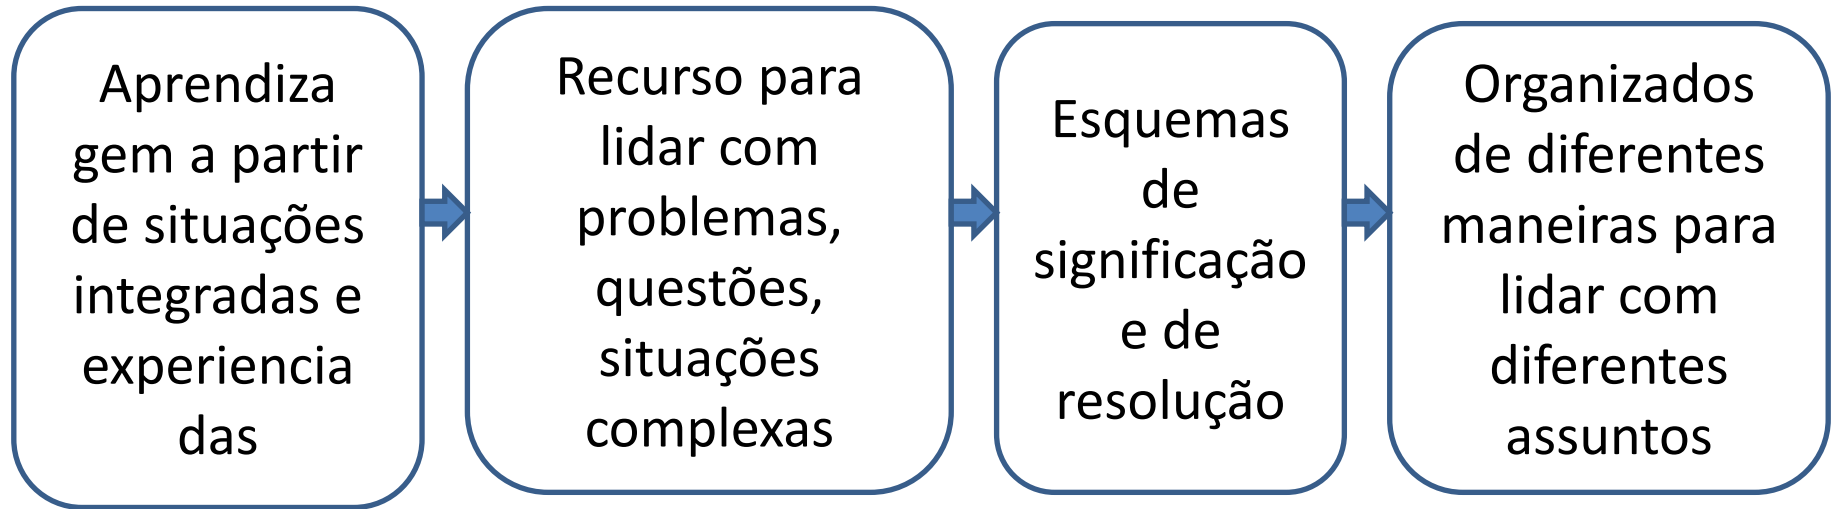 Aprendiza
gem a partir
de situações
integradas e
experiencia
das
Recurso para
lidar com
problemas,
questões,
situações
complexas
Esquemas
de
significação
e de
resolução
Organizados
de diferentes
maneiras para
lidar com
diferentes
assuntos